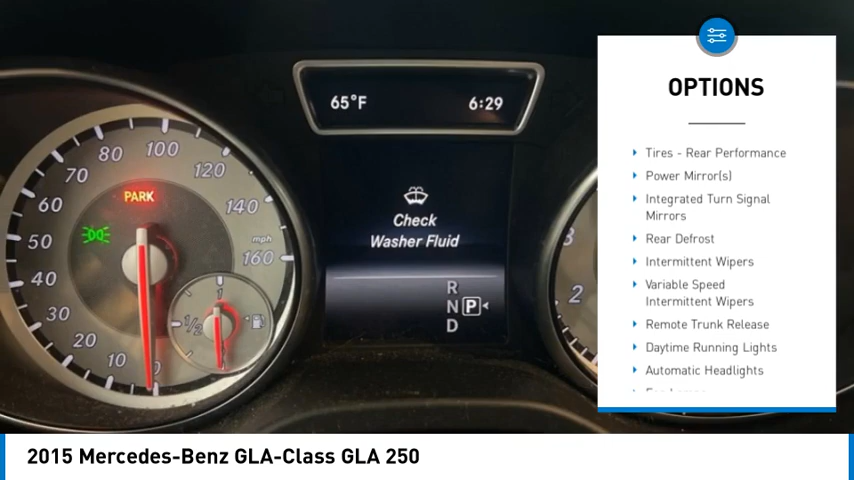 65°F
6:29
Check
Washer Fluid
R
N P
D
PARK
0
10
20
30
40
50
60
70
80
100
120
140
160
mph
1
1/2
3
2
OPTIONS
Tires - Rear Performance
Power Mirror(s)
Integrated Turn Signal
Mirrors
Rear Defrost
Intermittent Wipers
Variable Speed
Intermittent Wipers
Remote Trunk Release
Daytime Running Lights
Automatic Headlights
2015 Mercedes-Benz GLA-Class GLA 250